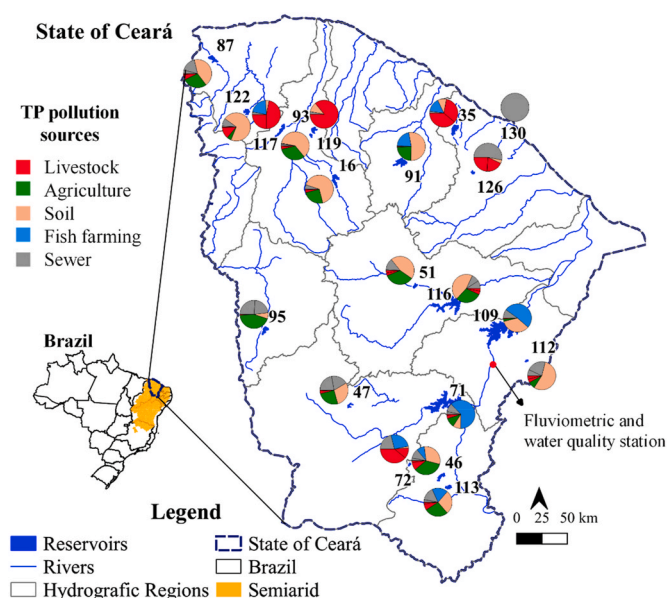 State of Ceará
87
TP pollution
sources
Livestock
Agriculture
Soil
Fish farming
Sewer
122
93
35
130
117
119
16
91
126
51
116
109
95
112
47
71
Brazil
Fluviometric and
water quality station
46
72
113
Legend
0 25 50 km
Reservoirs
State of Ceará
Rivers
Brazil
Hydrografic Regions
Semiarid